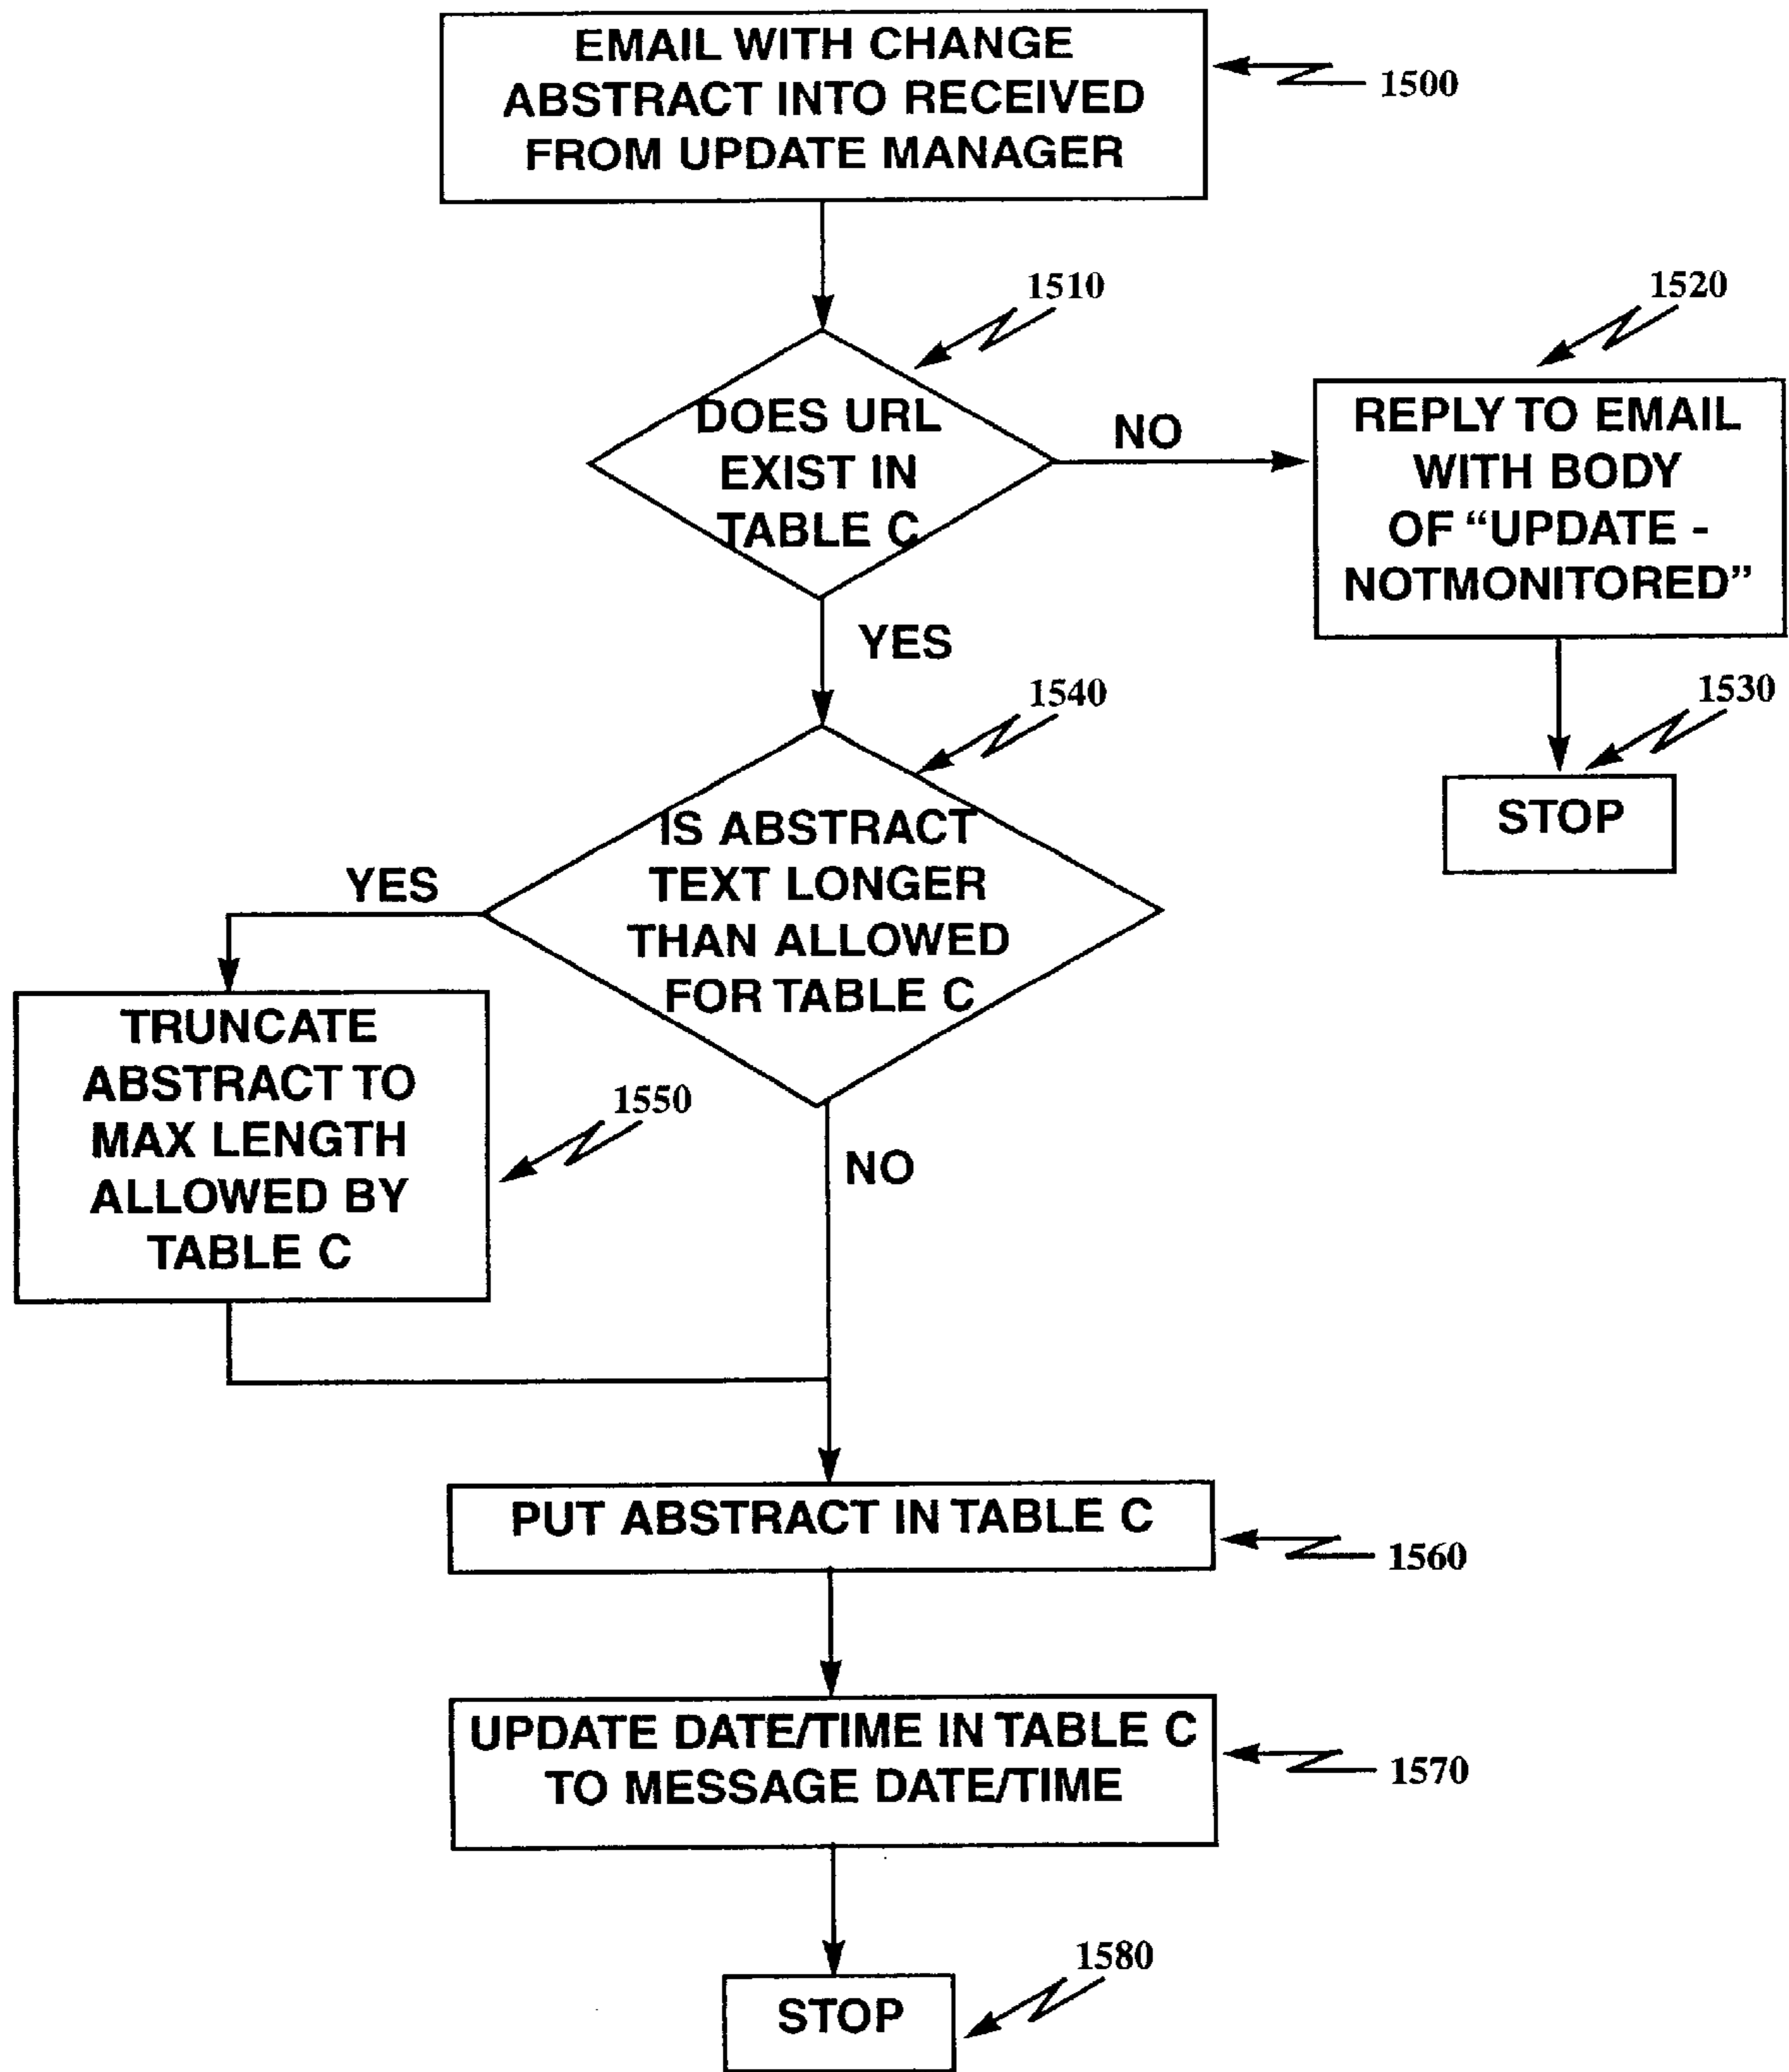 EMAIL WITH CHANGE
ABSTRACT INTO RECEIVED
FROM UPDATE MANAGER
1500
1510
DOES URL
EXIST IN
TABLE C
NO
1520
REPLY TO EMAIL
WITH BODY
OF “UPDATE -
NOTMONITORED”
YES
1530
STOP
1540
IS ABSTRACT
TEXT LONGER
THAN ALLOWED
FOR TABLE C
YES
TRUNCATE
ABSTRACT TO
MAX LENGTH
ALLOWED BY
TABLE C
1550
NO
PUT ABSTRACT IN TABLE C
1560
UPDATE DATE/TIME IN TABLE C
TO MESSAGE DATE/TIME
1570
1580
STOP